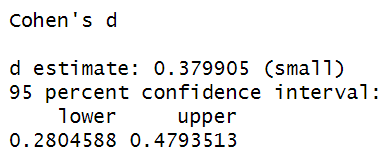 Cohen's d
d estimate: 0.379905 (small)
95 percent confidence interval:
lower upper
0.2804588 0.4793513